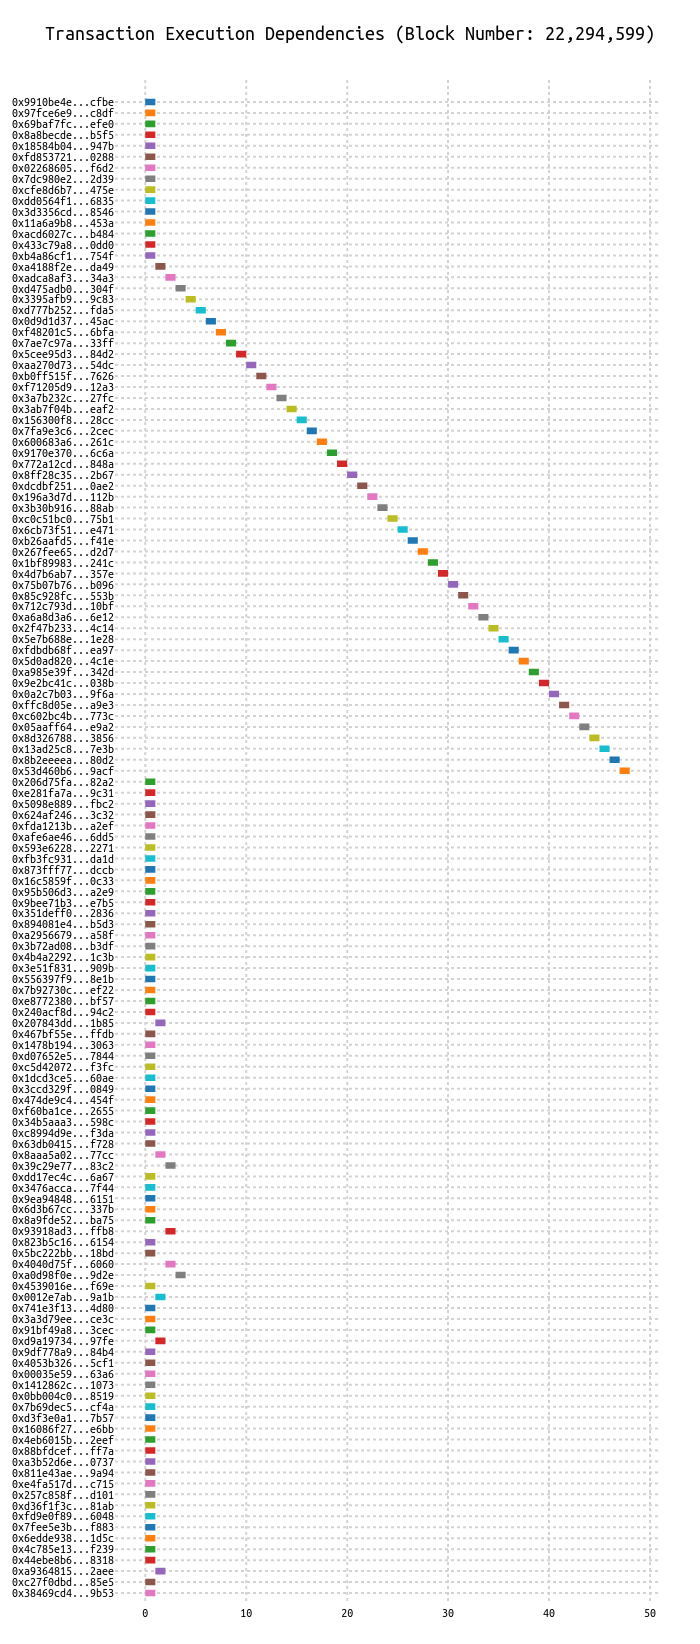 Transaction Execution Dependencies (Block Number: 22,294,599)
0x9910be4e...cfbe
0x97fce6e9...c8df
0x69baf7fc...efe0
0x8a8becde...b5f5
0x18584b04...947b
0xfd853721...0288
0x02268605...f6d2
0x7dc980e2...2d39
0xcfe8d6b7...475e
0xdd0564f1...6835
0x3d3356cd...8546
0x11a6a9b8...453a
0xacd6027c...b484
0x433c79a8...0dd0
0xb4a86cf1...754f
0xa4188f2e...da49
0xadca8af3...34a3
0xd475adb0...304f
0x3395afb9...9c83
0xd777b252...fda5
0x0d9d1d37...45ac
0xf48201c5...6bfa
0x7ae7c97a...33ff
0x5cee95d3...84d2
0xaa270d73...54dc
0xb0ff515f...7626
0xf71205d9...12a3
0x3a7b232c...27fc
0x3ab7f04b...eaf2
0x156300f8...28cc
0x7fa9e3c6...2cec
0x600683a6...261c
0x9170e370...6c6a
0x772a12cd...848a
0x8ff28c35...2b67
0xdcdbf251...0ae2
0x196a3d7d...112b
0x3b30b916...88ab
0xc0c51bc0...75b1
0x6cb73f51...e471
0xb26aafd5...f41e
0x267fee65...d2d7
0x1bf89983...241c
0x4d7b6ab7...357e
0x75b07b76...b096
0x85c928fc...553b
0x712c793d...10bf
0xa6a8d3a6...6e12
0x2f47b233...4c14
0x5e7b688e...1e28
0xfdbdb68f...ea97
0x5d0ad820...4c1e
0xa985e39f...342d
0x9e2bc41c...038b
0x0a2c7b03...9f6a
0xffc8d05e...a9e3
0xc602bc4b...773c
0x05aaff64...e9a2
0x8d326788...3856
0x13ad25c8...7e3b
0x8b2eeeea...80d2
0x53d460b6...9acf
0x206d75fa...82a2
0xe281fa7a...9c31
0x5098e889...fbc2
0x624af246...3c32
0xfda1213b...a2ef
0xafe6ae46...6dd5
0x593e6228...2271
0xfb3fc931...da1d
0x873fff77...dccb
0x16c5859f...0c33
0x95b506d3...a2e9
0x9bee71b3...e7b5
0x351deff0...2836
0x894081e4...b5d3
0xa2956679...a58f
0x3b72ad08...b3df
0x4b4a2292...1c3b
0x3e51f831...909b
0x556397f9...8e1b
0x7b92730c...ef22
0xe8772380...bf57
0x240acf8d...94c2
0x207843dd...1b85
0x467bf55e...ffdb
0x1478b194...3063
0xd07652e5...7844
0xc5d42072...f3fc
0x1dcd3ce5...60ae
0x3ccd329f...0849
0x474de9c4...454f
0xf60ba1ce...2655
0x34b5aaa3...598c
0xc8994d9e...f3da
0x63db0415...f728
0x8aaa5a02...77cc
0x39c29e77...83c2
0xdd17ec4c...6a67
0x3476acca...7f44
0x9ea94848...6151
0x6d3b67cc...337b
0x8a9fde52...ba75
0x93918ad3...ffb8
0x823b5c16...6154
0x5bc222bb...18bd
0x4040d75f...6060
0xa0d98f0e...9d2e
0x4539016e...f69e
0x0012e7ab...9a1b
0x741e3f13...4d80
0x3a3d79ee...ce3c
0x91bf49a8...3cec
0xd9a19734...97fe
0x9df778a9...84b4
0x4053b326...5cf1
0x00035e59...63a6
0x1412862c...1073
0x0bb004c0...8519
0x7b69dec5...cf4a
0xd3f3e0a1...7b57
0x16086f27...e6bb
0x4eb6015b...2eef
0x88bfdcef...ff7a
0xa3b52d6e...0737
0x811e43ae...9a94
0xe4fa517d...c715
0x257c858f...d101
0xd36f1f3c...81ab
0xfd9e0f89...6048
0x7fee5e3b...f883
0x6edde938...1d5c
0x4c785e13...f239
0x44ebe8b6...8318
0xa9364815...2aee
0xc27f0dbd...85e5
0x38469cd4...9b53
0 10 20 30 40 50